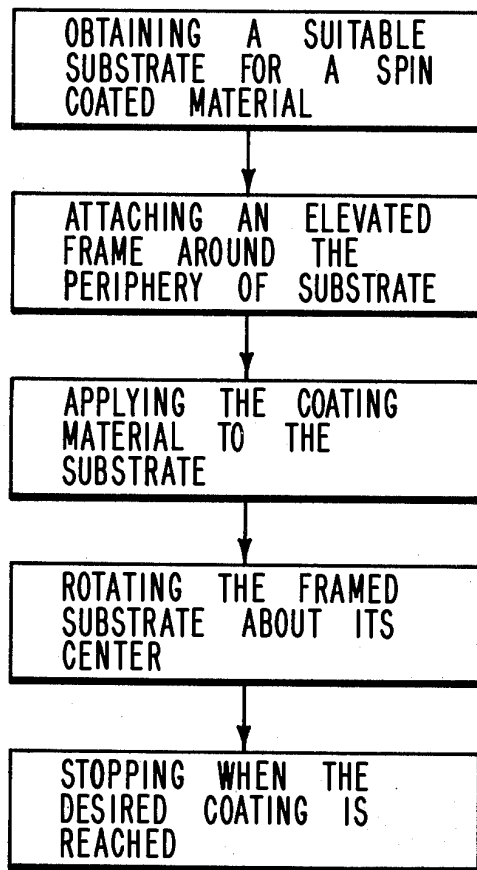 OBTAINING A SUITABLE
SUBSTRATE FOR A SPIN
COATED MATERIAL
ATTACHING AN ELEVATED
FRAME AROUND THE
PERIPHERY OF SUBSTRATE
APPLYING THE COATING
MATERIAL TO THE
SUBSTRATE
ROTATING THE FRAMED
SUBSTRATE ABOUT ITS
CENTER
STOPPING WHEN THE
DESIRED COATING IS
REACHED